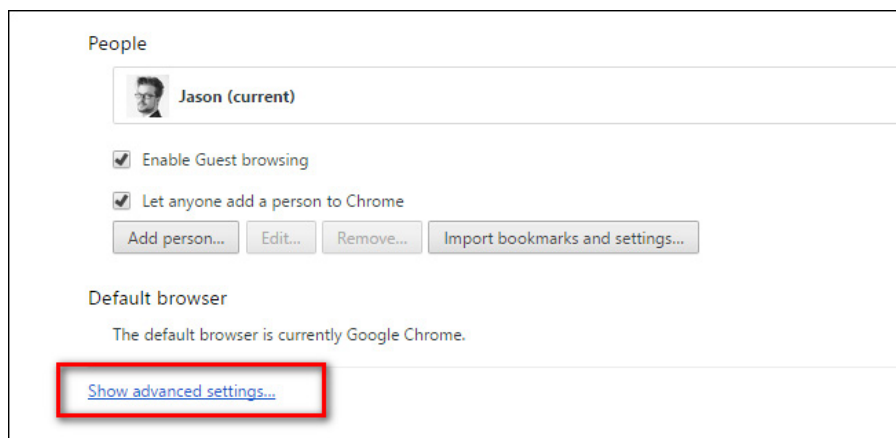 People
Jason (current)
Enable Guest browsing
Let anyone add a person to Chrome
Add person... Edit... Remove... Import bookmarks and settings...
Default browser
The default browser is currently Google Chrome.
Show advanced settings...